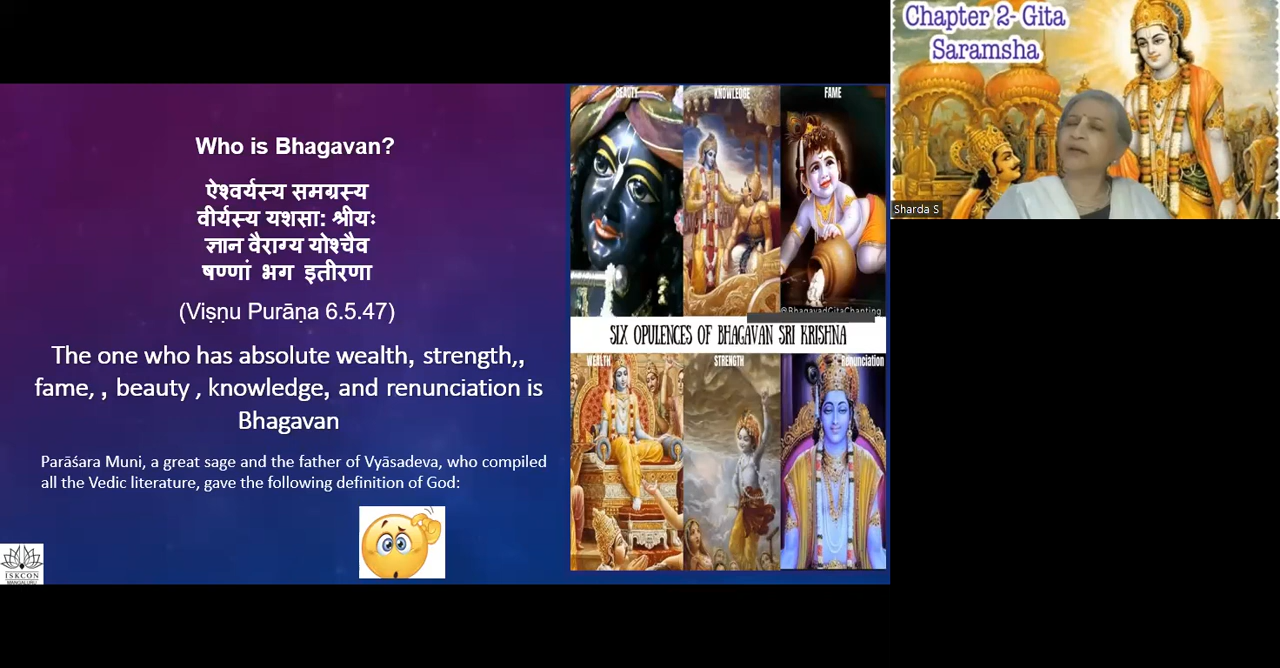 Who is Bhagavan?
ऐश्वर्यस्य समग्रस्य
वीर्यस्य यशसा: श्रीयः
ज्ञान वैराग्य योश्चैव
षण्णां भग इतीरणा
(Viṣṇu Purāṇa 6.5.47)
The one who has absolute wealth, strength,,
fame, , beauty , knowledge, and renunciation is
Bhagavan
Parāśara Muni, a great sage and the father of Vyāsadeva, who compiled
all the Vedic literature, gave the following definition of God:
ISKCON
MANGALURU
BEAUTY
KNOWLEDGE
FAME
@BhagavadGitaChanting
SIX OPULENCES OF BHAGAVAN SRI KRISHNA
WEALTH
STRENGTH
Renunciation
Chapter 2- Gita
Saramsha
Sharda S